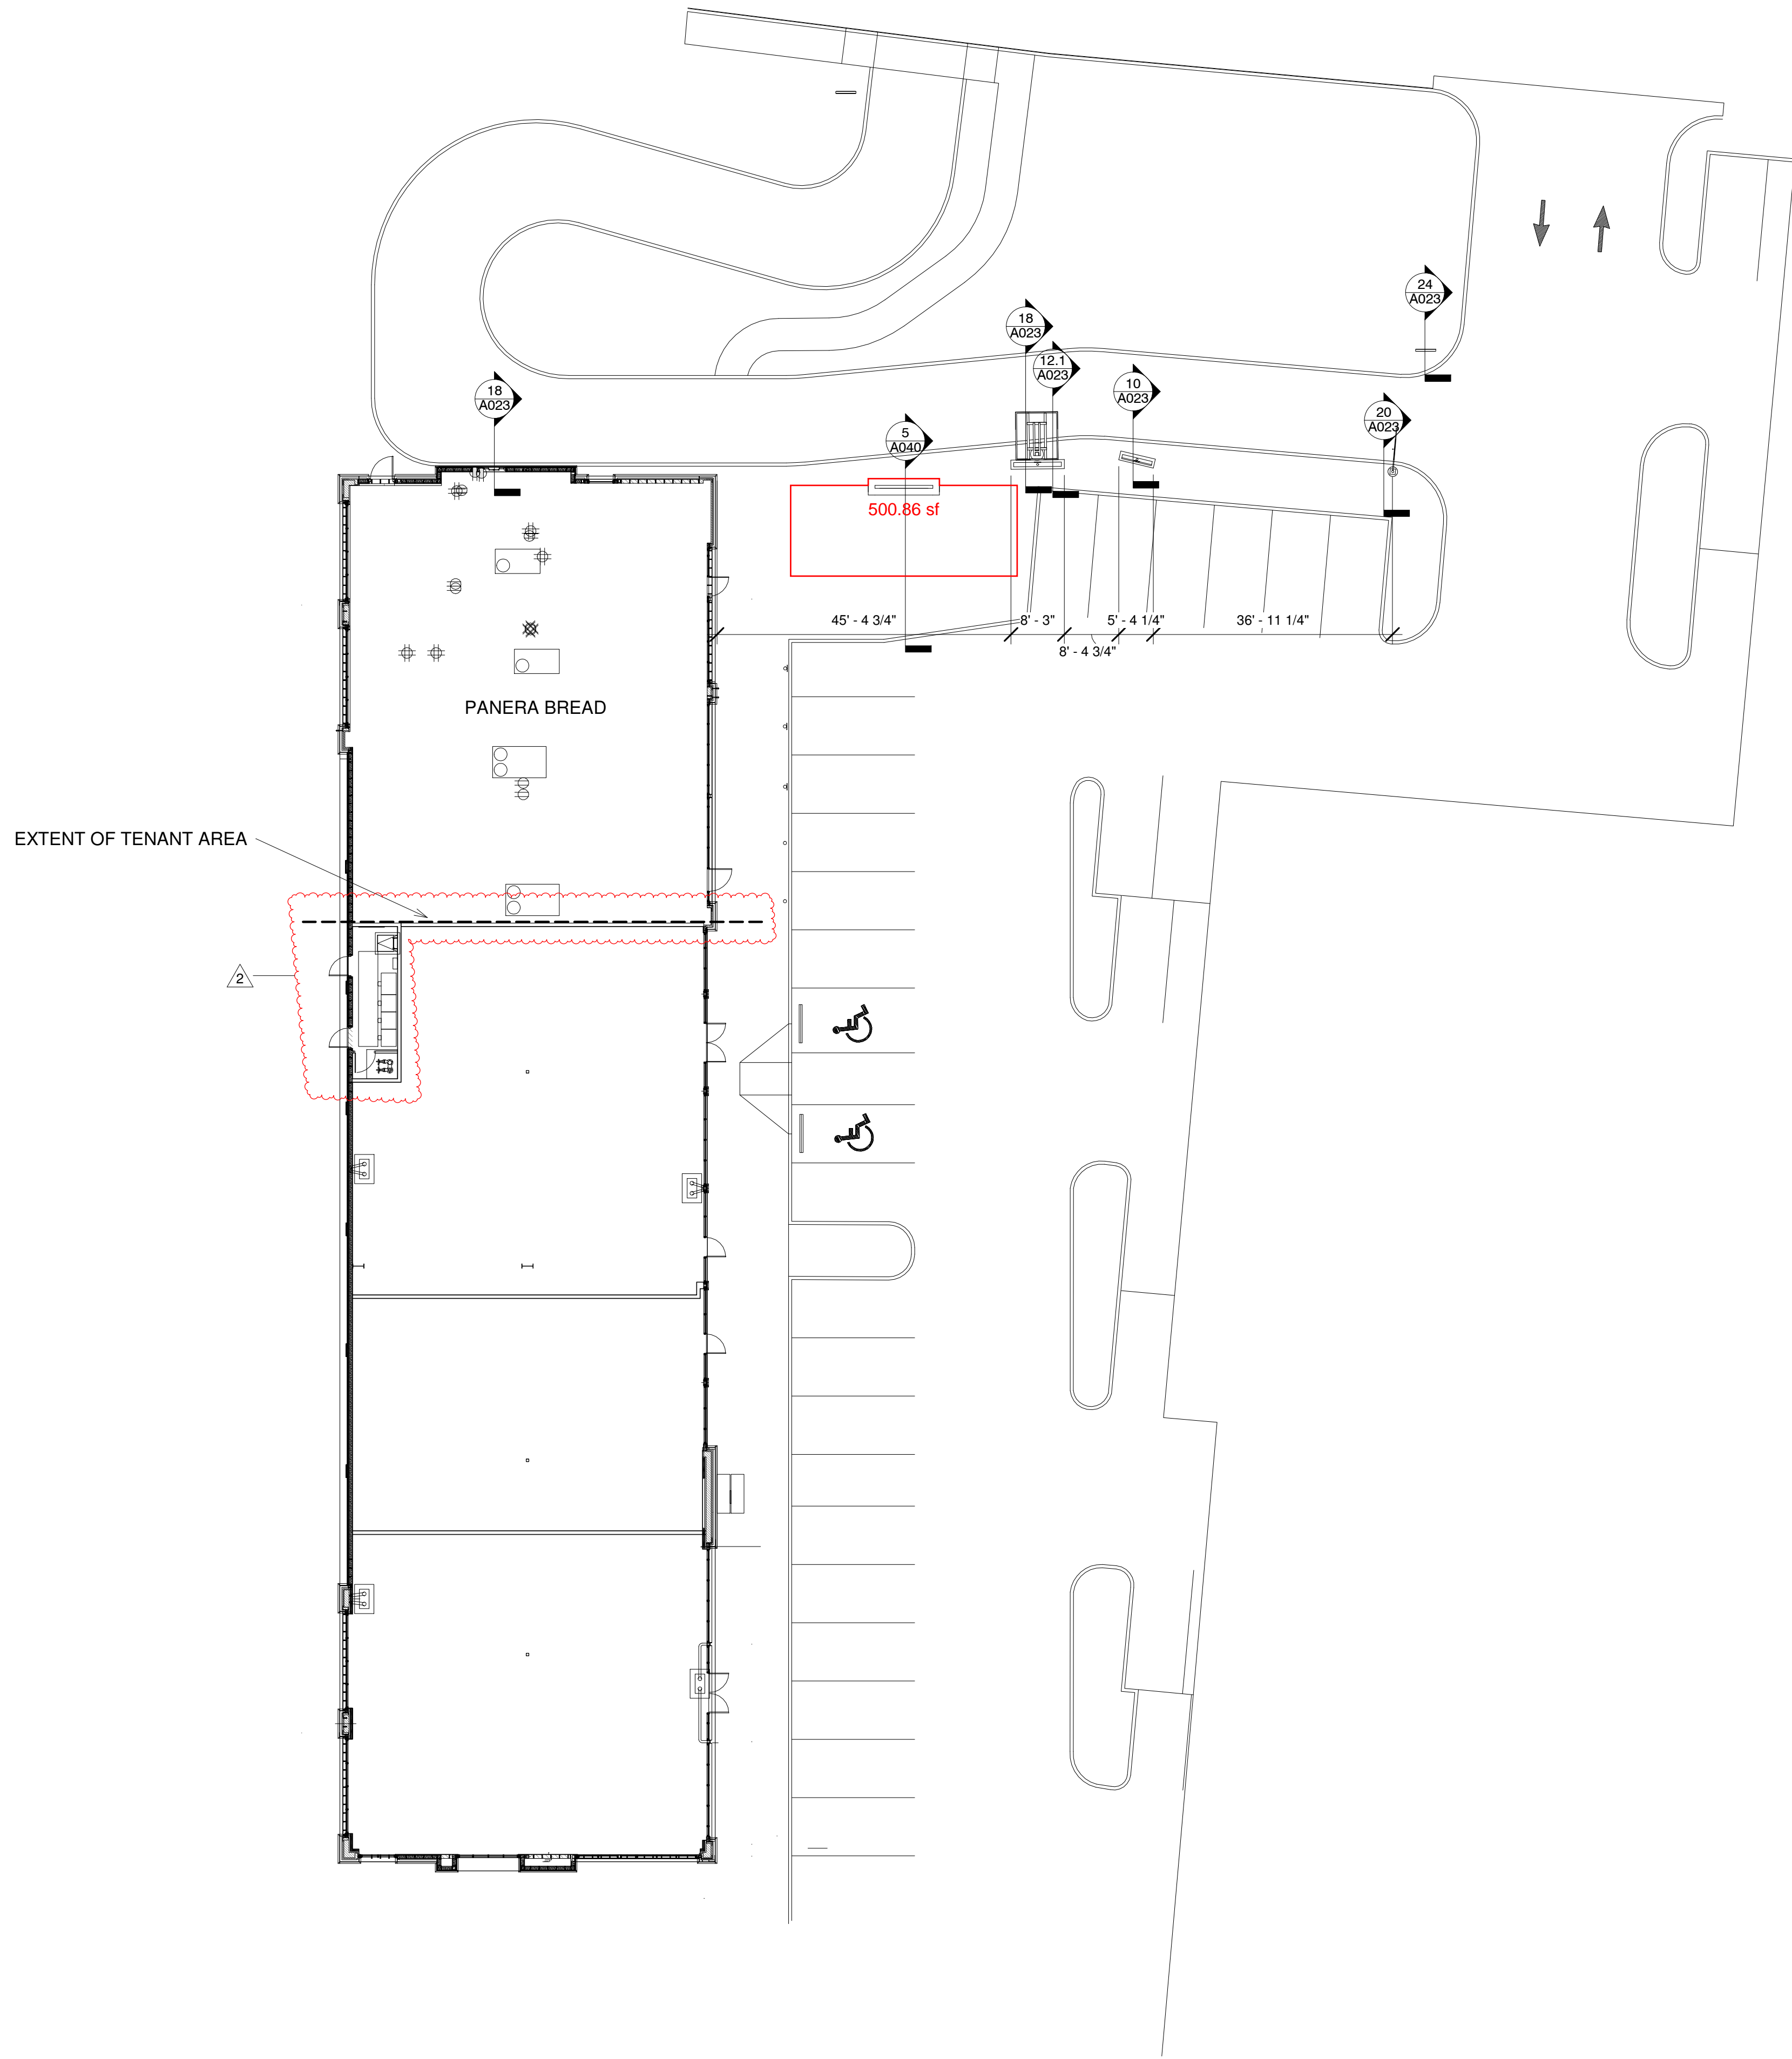 24
A023
18
A023
12.1
A023
10
A023
18
A023
20
A023
5
A040
500.86 sf
45' - 4 3/4"
8' - 3"
5' - 4 1/4"
36' - 11 1/4"
8' - 4 3/4"
PANERA BREAD
EXTENT OF TENANT AREA
2